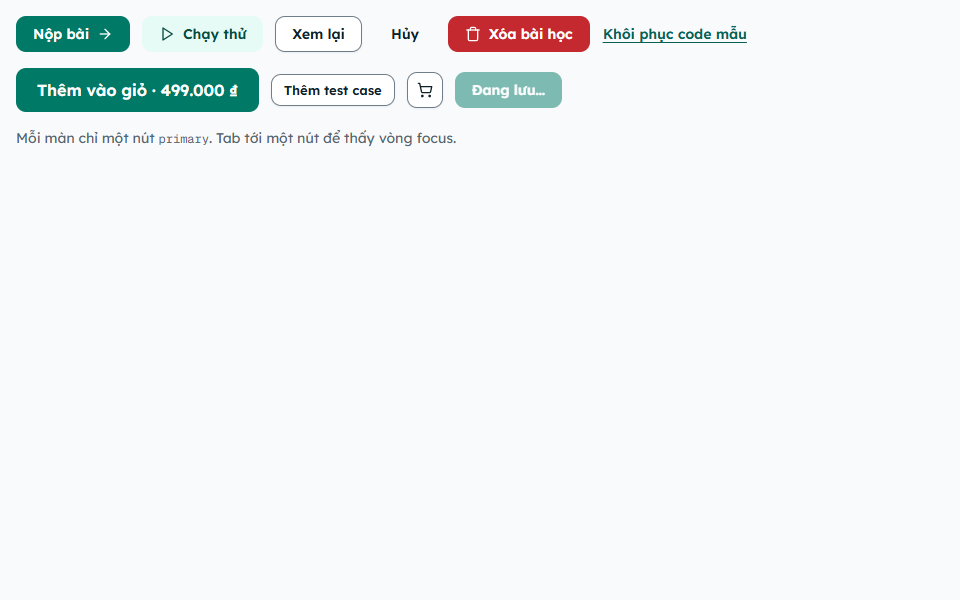 Nộp bài → Chạy thử Xem lại Hủy Xóa bài học Khôi phục code mẫu
Thêm vào giỏ · 499.000 ₫ Thêm test case Đang lưu…
Mỗi màn chỉ một nút primary. Tab tới một nút để thấy vòng focus.